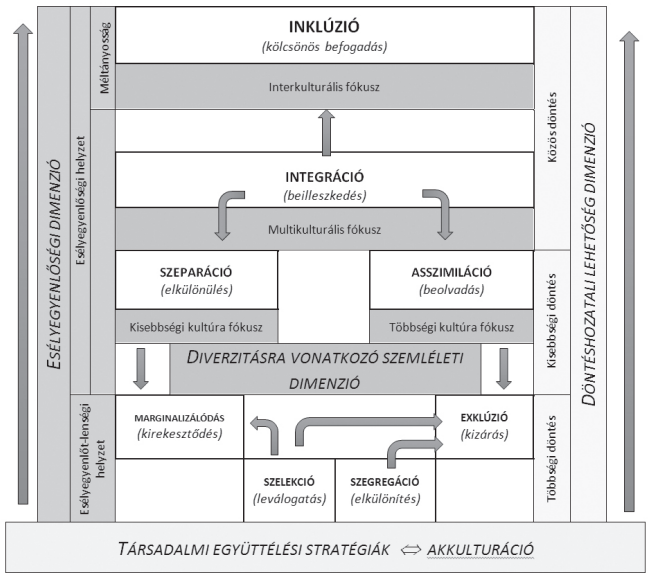 INKLÚZIÓ
(kölcsönös befogadás)
Interkulturális fókusz
INTEGRÁCIÓ
(beilleszkedés)
Multikulturális fókusz
SZEPARÁCIÓ
(elkülönülés)
ASSZIMILÁCIÓ
(beolvadás)
Kisebbségi kultúra fókusz
Többségi kultúra fókusz
DIVERZITÁSRA VONATKOZÓ SZEMLÉLETI
DIMENZIÓ
MARGINALIZÁLÓDÁS
(kirekesztődés)
EXKLÚZIÓ
(kizárás)
SZELEKCIÓ
(leválogatás)
SZEGREGÁCIÓ
(elkülönítés)
ESÉLYEGYENLŐSÉGI DIMENZIÓ
Méltányosság
Esélyegyenlőségi helyzet
Esélyegyenlőt-lenségi
helyzet
Közös döntés
Kisebbségi döntés
Többségi döntés
DÖNTÉSHOZATALI LEHETŐSÉG DIMENZIÓ
TÁRSADALMI EGYÜTTÉLÉSI STRATÉGIÁK ⇔ AKKULTURÁCIÓ